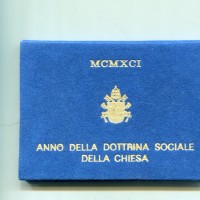 MCMXCI
ANNO DELLA DOTTRINA SOCIALE
DELLA CHIESA